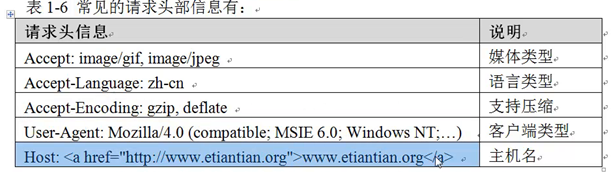 表 1-6 常见的请求头部信息有：
请求头信息 说明
Accept: image/gif, image/jpeg 媒体类型
Accept-Language: zh-cn 语言类型
Accept-Encoding: gzip, deflate 支持压缩
User-Agent: Mozilla/4.0 (compatible; MSIE 6.0; Windows NT;…) 客户端类型
Host: <a href="http://www.etiantian.org">www.etiantian.org</a> 主机名